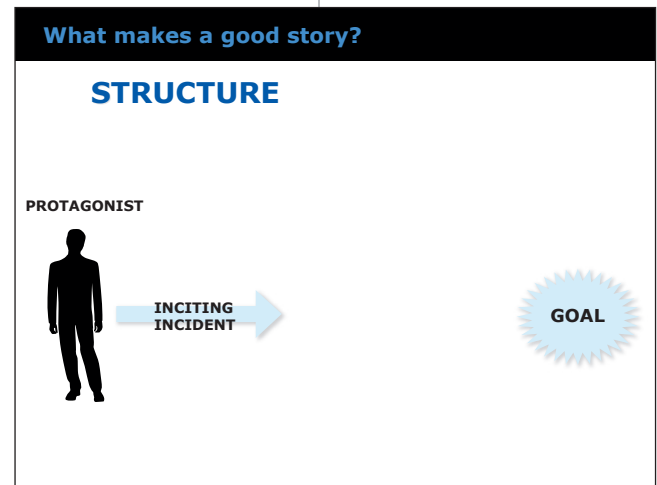 What makes a good story?
STRUCTURE
PROTAGONIST
INCITING
INCIDENT
GOAL